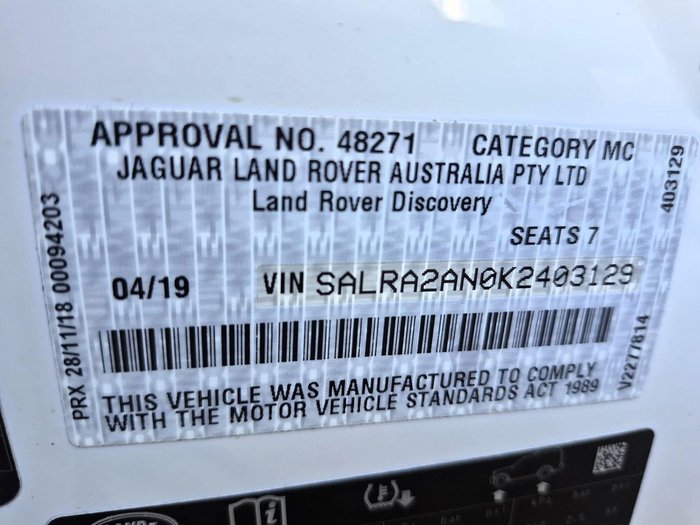 APPROVAL NO. 48271 CATEGORY MC
JAGUAR LAND ROVER AUSTRALIA PTY LTD
Land Rover Discovery
SEATS 7
04/19 VIN SALRA2AN0K2403129
THIS VEHICLE WAS MANUFACTURED TO COMPLY
WITH THE MOTOR VEHICLE STANDARDS ACT 1989
PRX 28/11/18 00094203
403129
V2277814